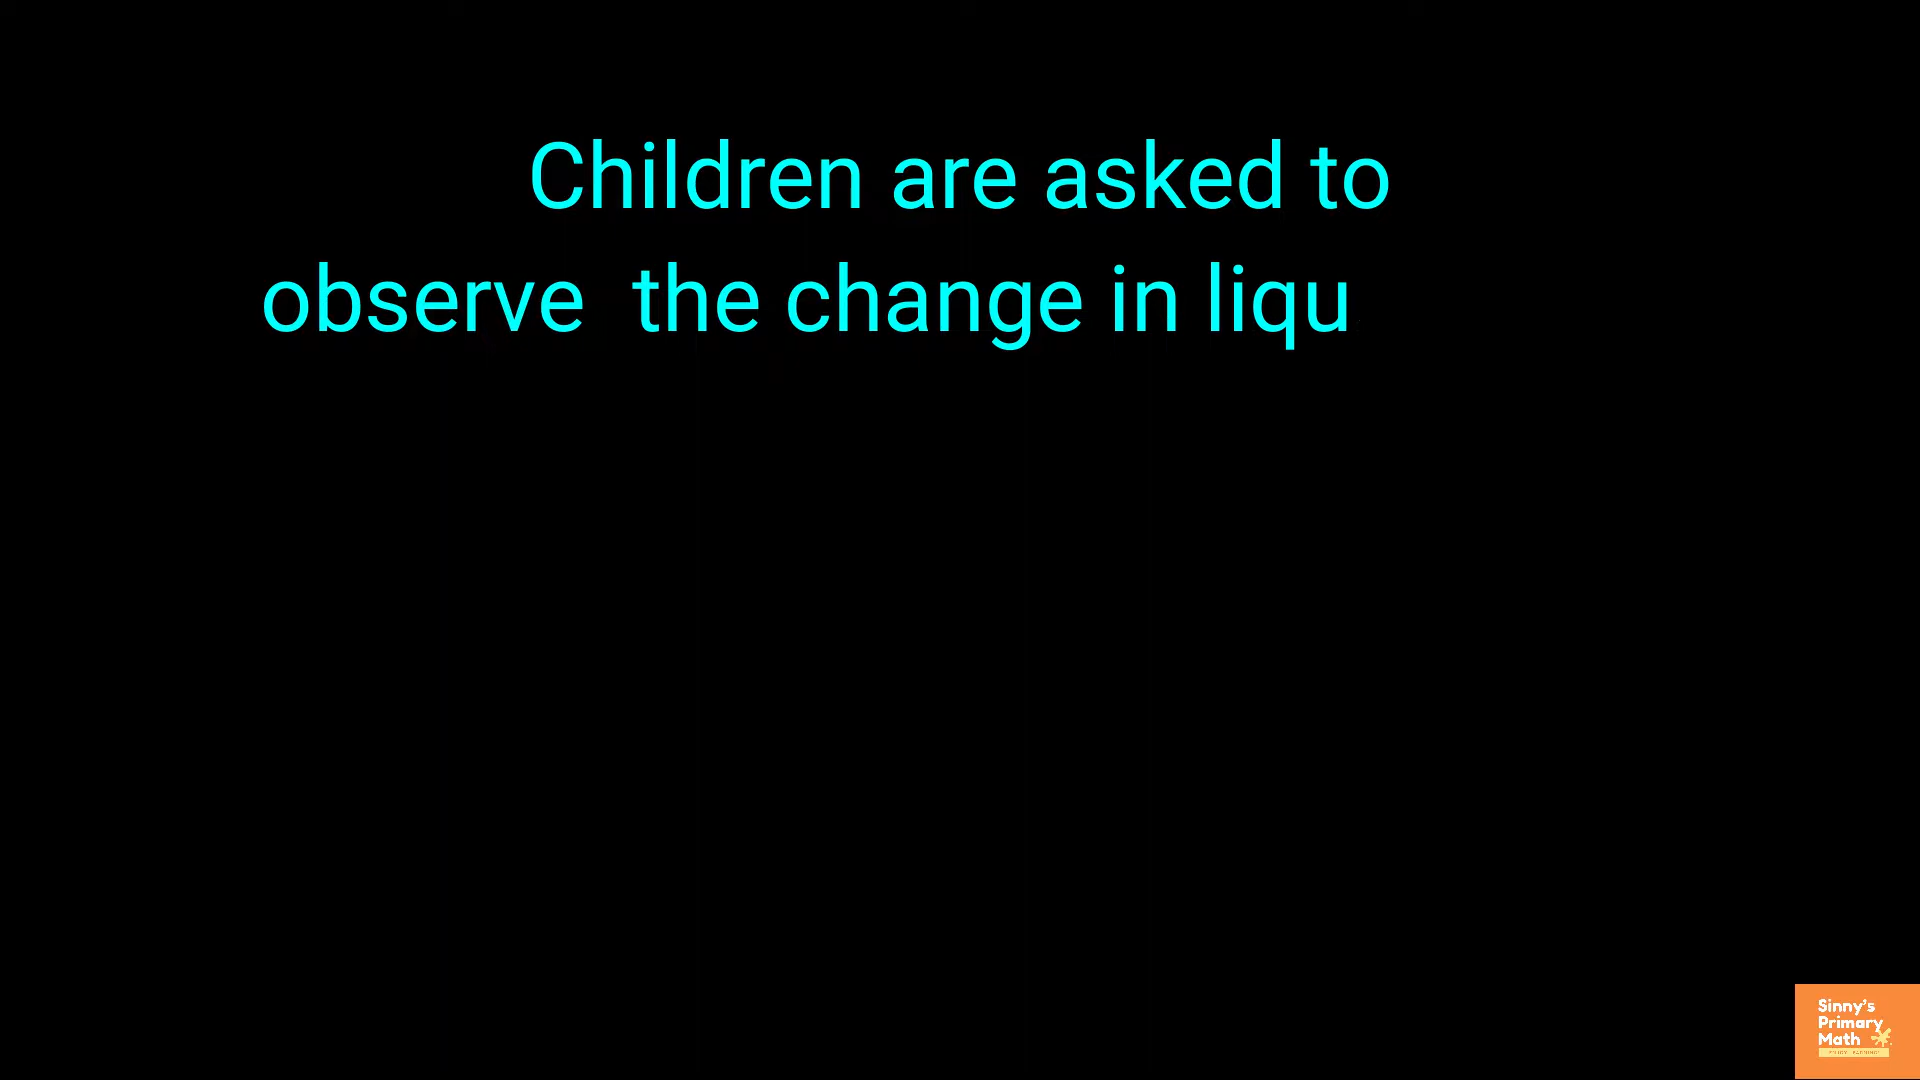 Children are asked to
observe  the change in liqu
Sinny's
Primary
Math